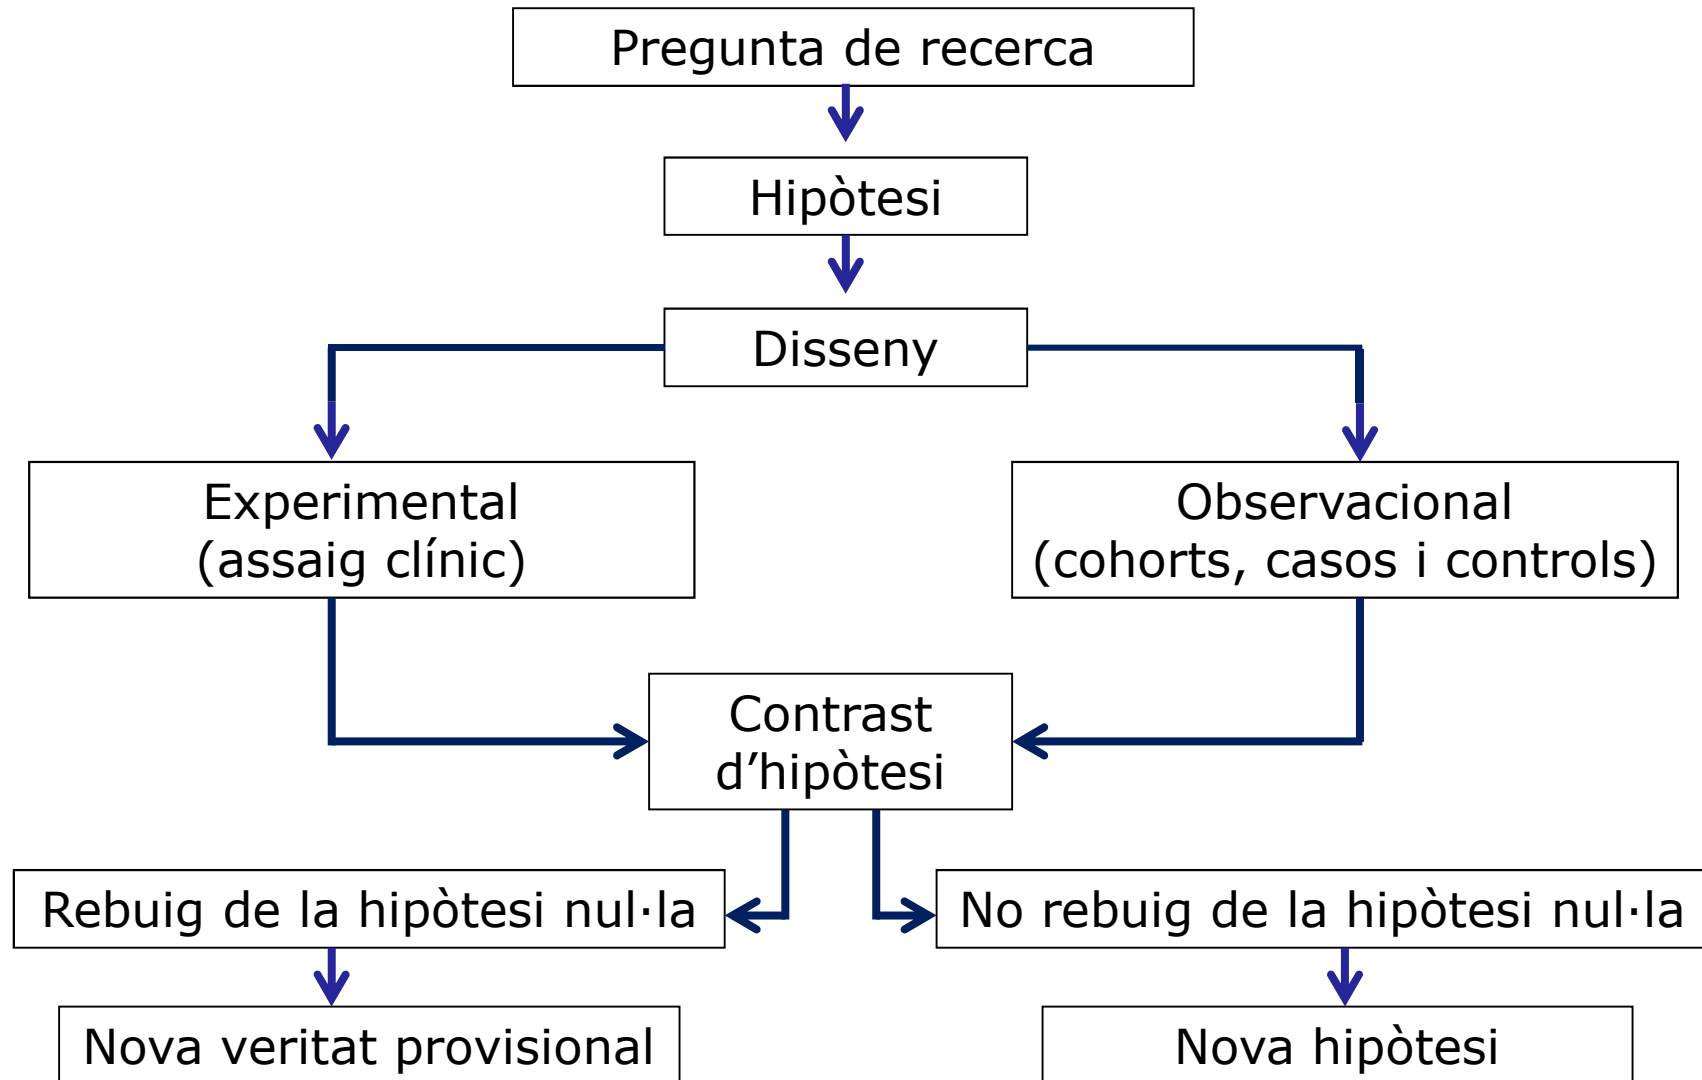 Pregunta de recerca
Hipòtesi
Disseny
Experimental
(assaig clínic)
Observacional
(cohorts, casos i controls)
Contrast
d’hipòtesi
Rebuig de la hipòtesi nul·la
No rebuig de la hipòtesi nul·la
Nova veritat provisional
Nova hipòtesi